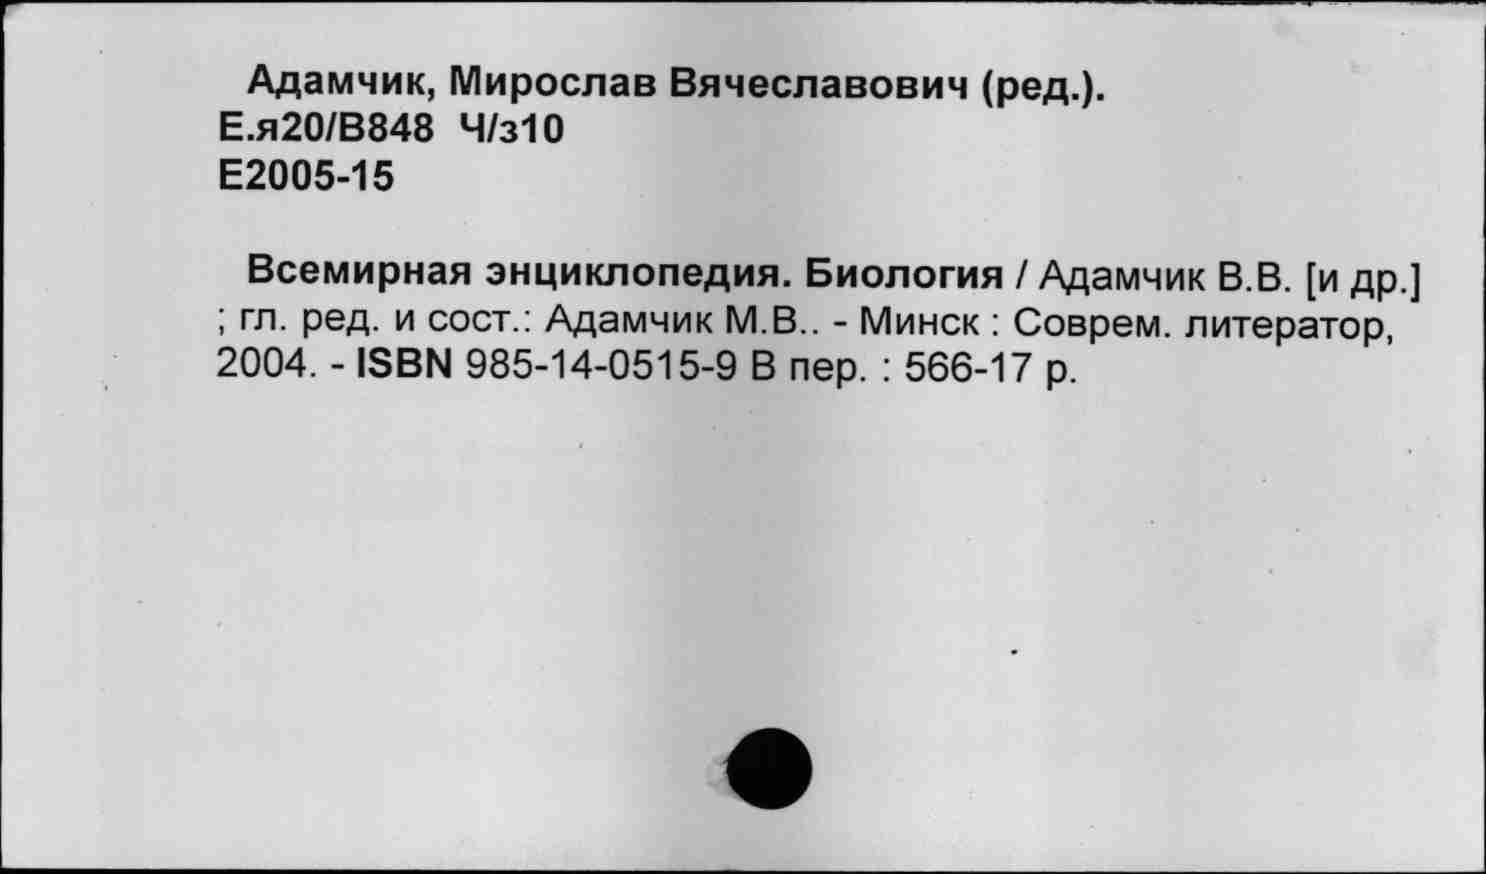 Адамчик, Мирослав Вячеславович (ред.).
Е.я20/В848 Ч/з10
Е2005-15
Всемирная энциклопедия. Биология / Адамчик В.В. [и др.]
; гл. ред. и сост.: Адамчик М.В.. - Минск : Соврем. литератор,
2004. - ISBN 985-14-0515-9 В пер. : 566-17 р.